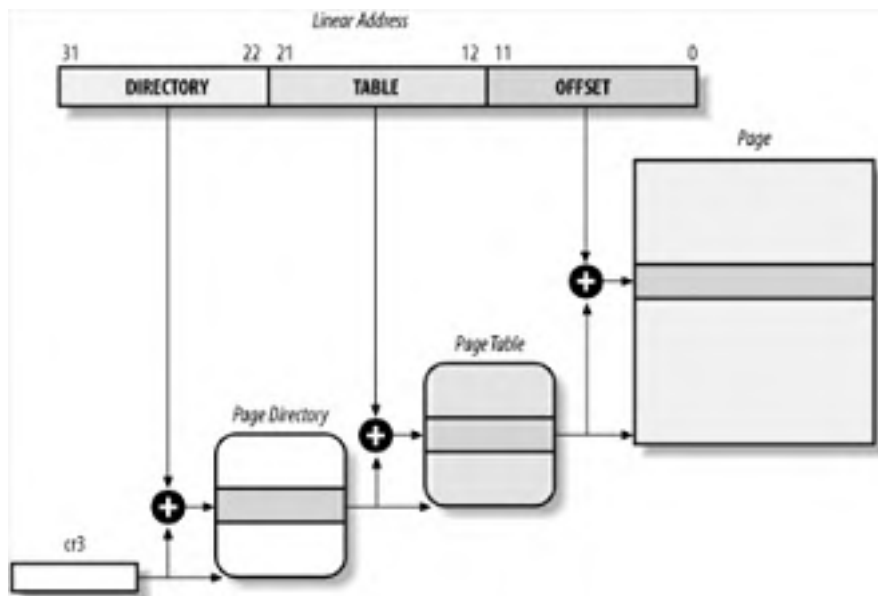 Linear Address
31 22 21 12 11 0
DIRECTORY TABLE OFFSET
Page
Page Table
Page Directory
cr3